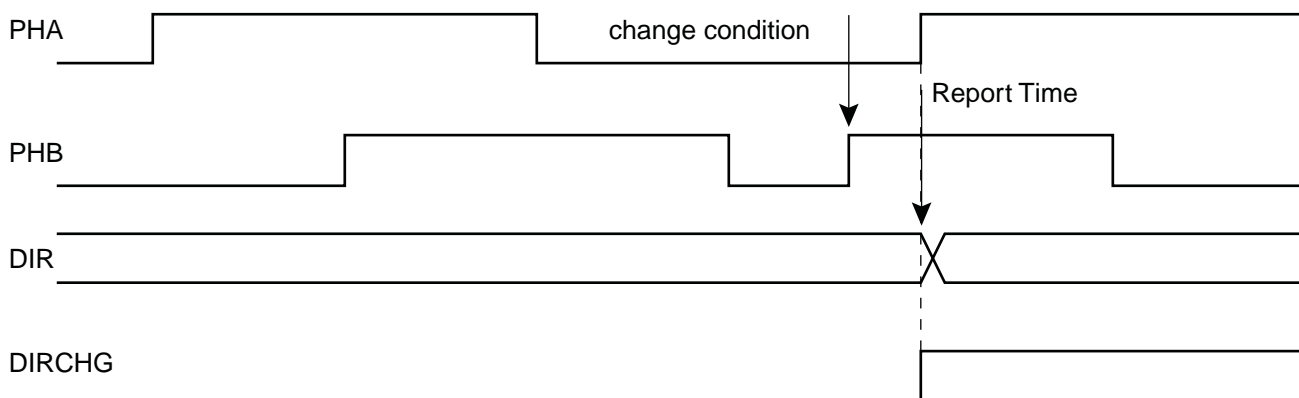 PHA
change condition
Report Time
PHB
DIR
DIRCHG